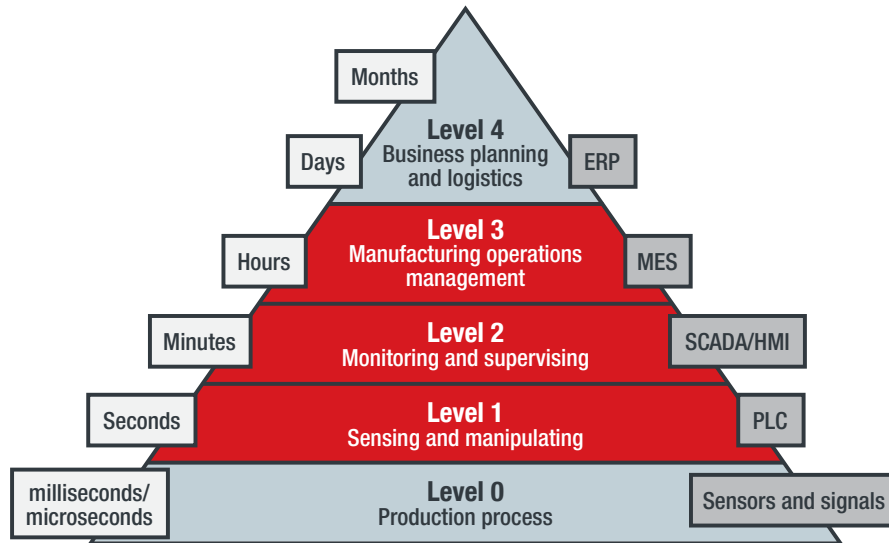 Months
Level 4
Business planning
and logistics
Days
ERP
Level 3
Manufacturing operations
management
Hours
MES
Level 2
Monitoring and supervising
Minutes
SCADA/HMI
Level 1
Sensing and manipulating
Seconds
PLC
milliseconds/
microseconds
Level 0
Production process
Sensors and signals